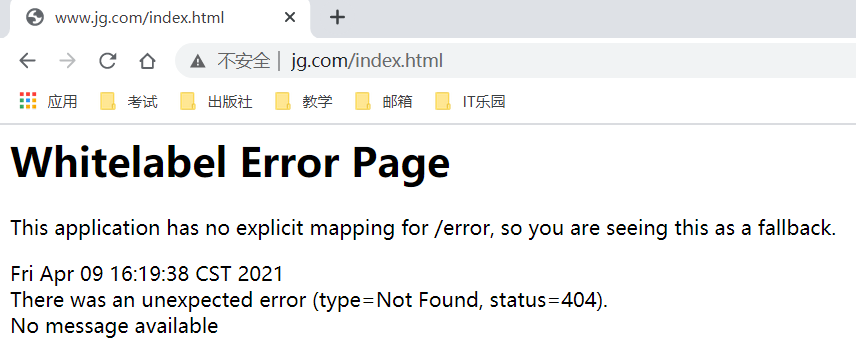 www.jg.com/index.html
不安全 | jg.com/index.html
应用 考试 出版社 教学 邮箱 IT乐园
Whitelabel Error Page
This application has no explicit mapping for /error, so you are seeing this as a fallback.
Fri Apr 09 16:19:38 CST 2021
There was an unexpected error (type=Not Found, status=404).
No message available